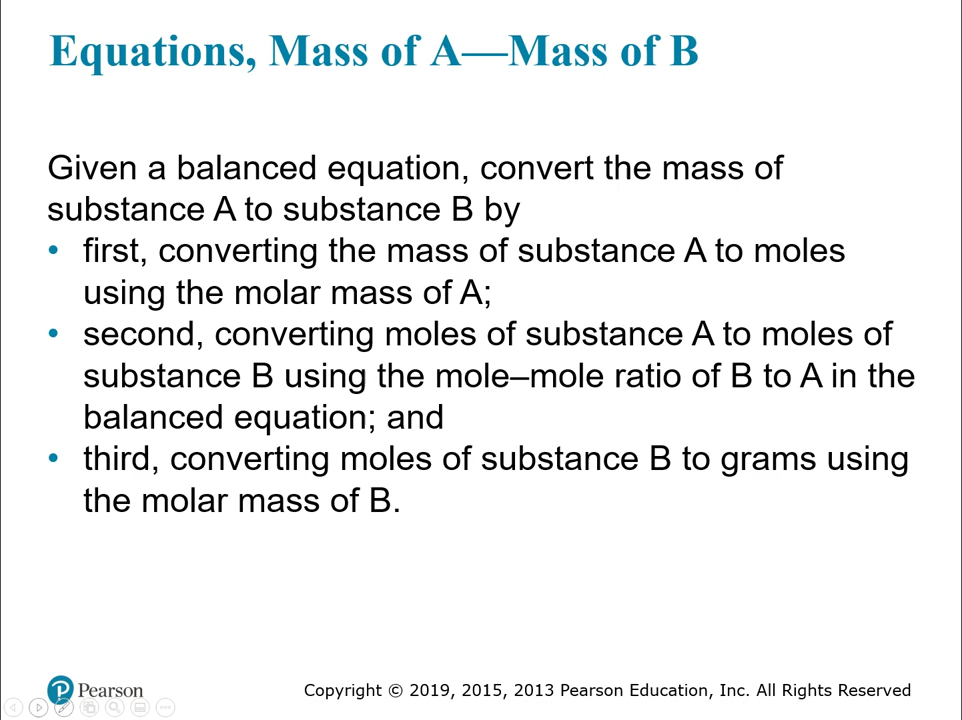 Equations, Mass of A—Mass of B
Given a balanced equation, convert the mass of
substance A to substance B by
• first, converting the mass of substance A to moles
using the molar mass of A;
• second, converting moles of substance A to moles of
substance B using the mole–mole ratio of B to A in the
balanced equation; and
• third, converting moles of substance B to grams using
the molar mass of B.
Pearson
Copyright © 2019, 2015, 2013 Pearson Education, Inc. All Rights Reserved